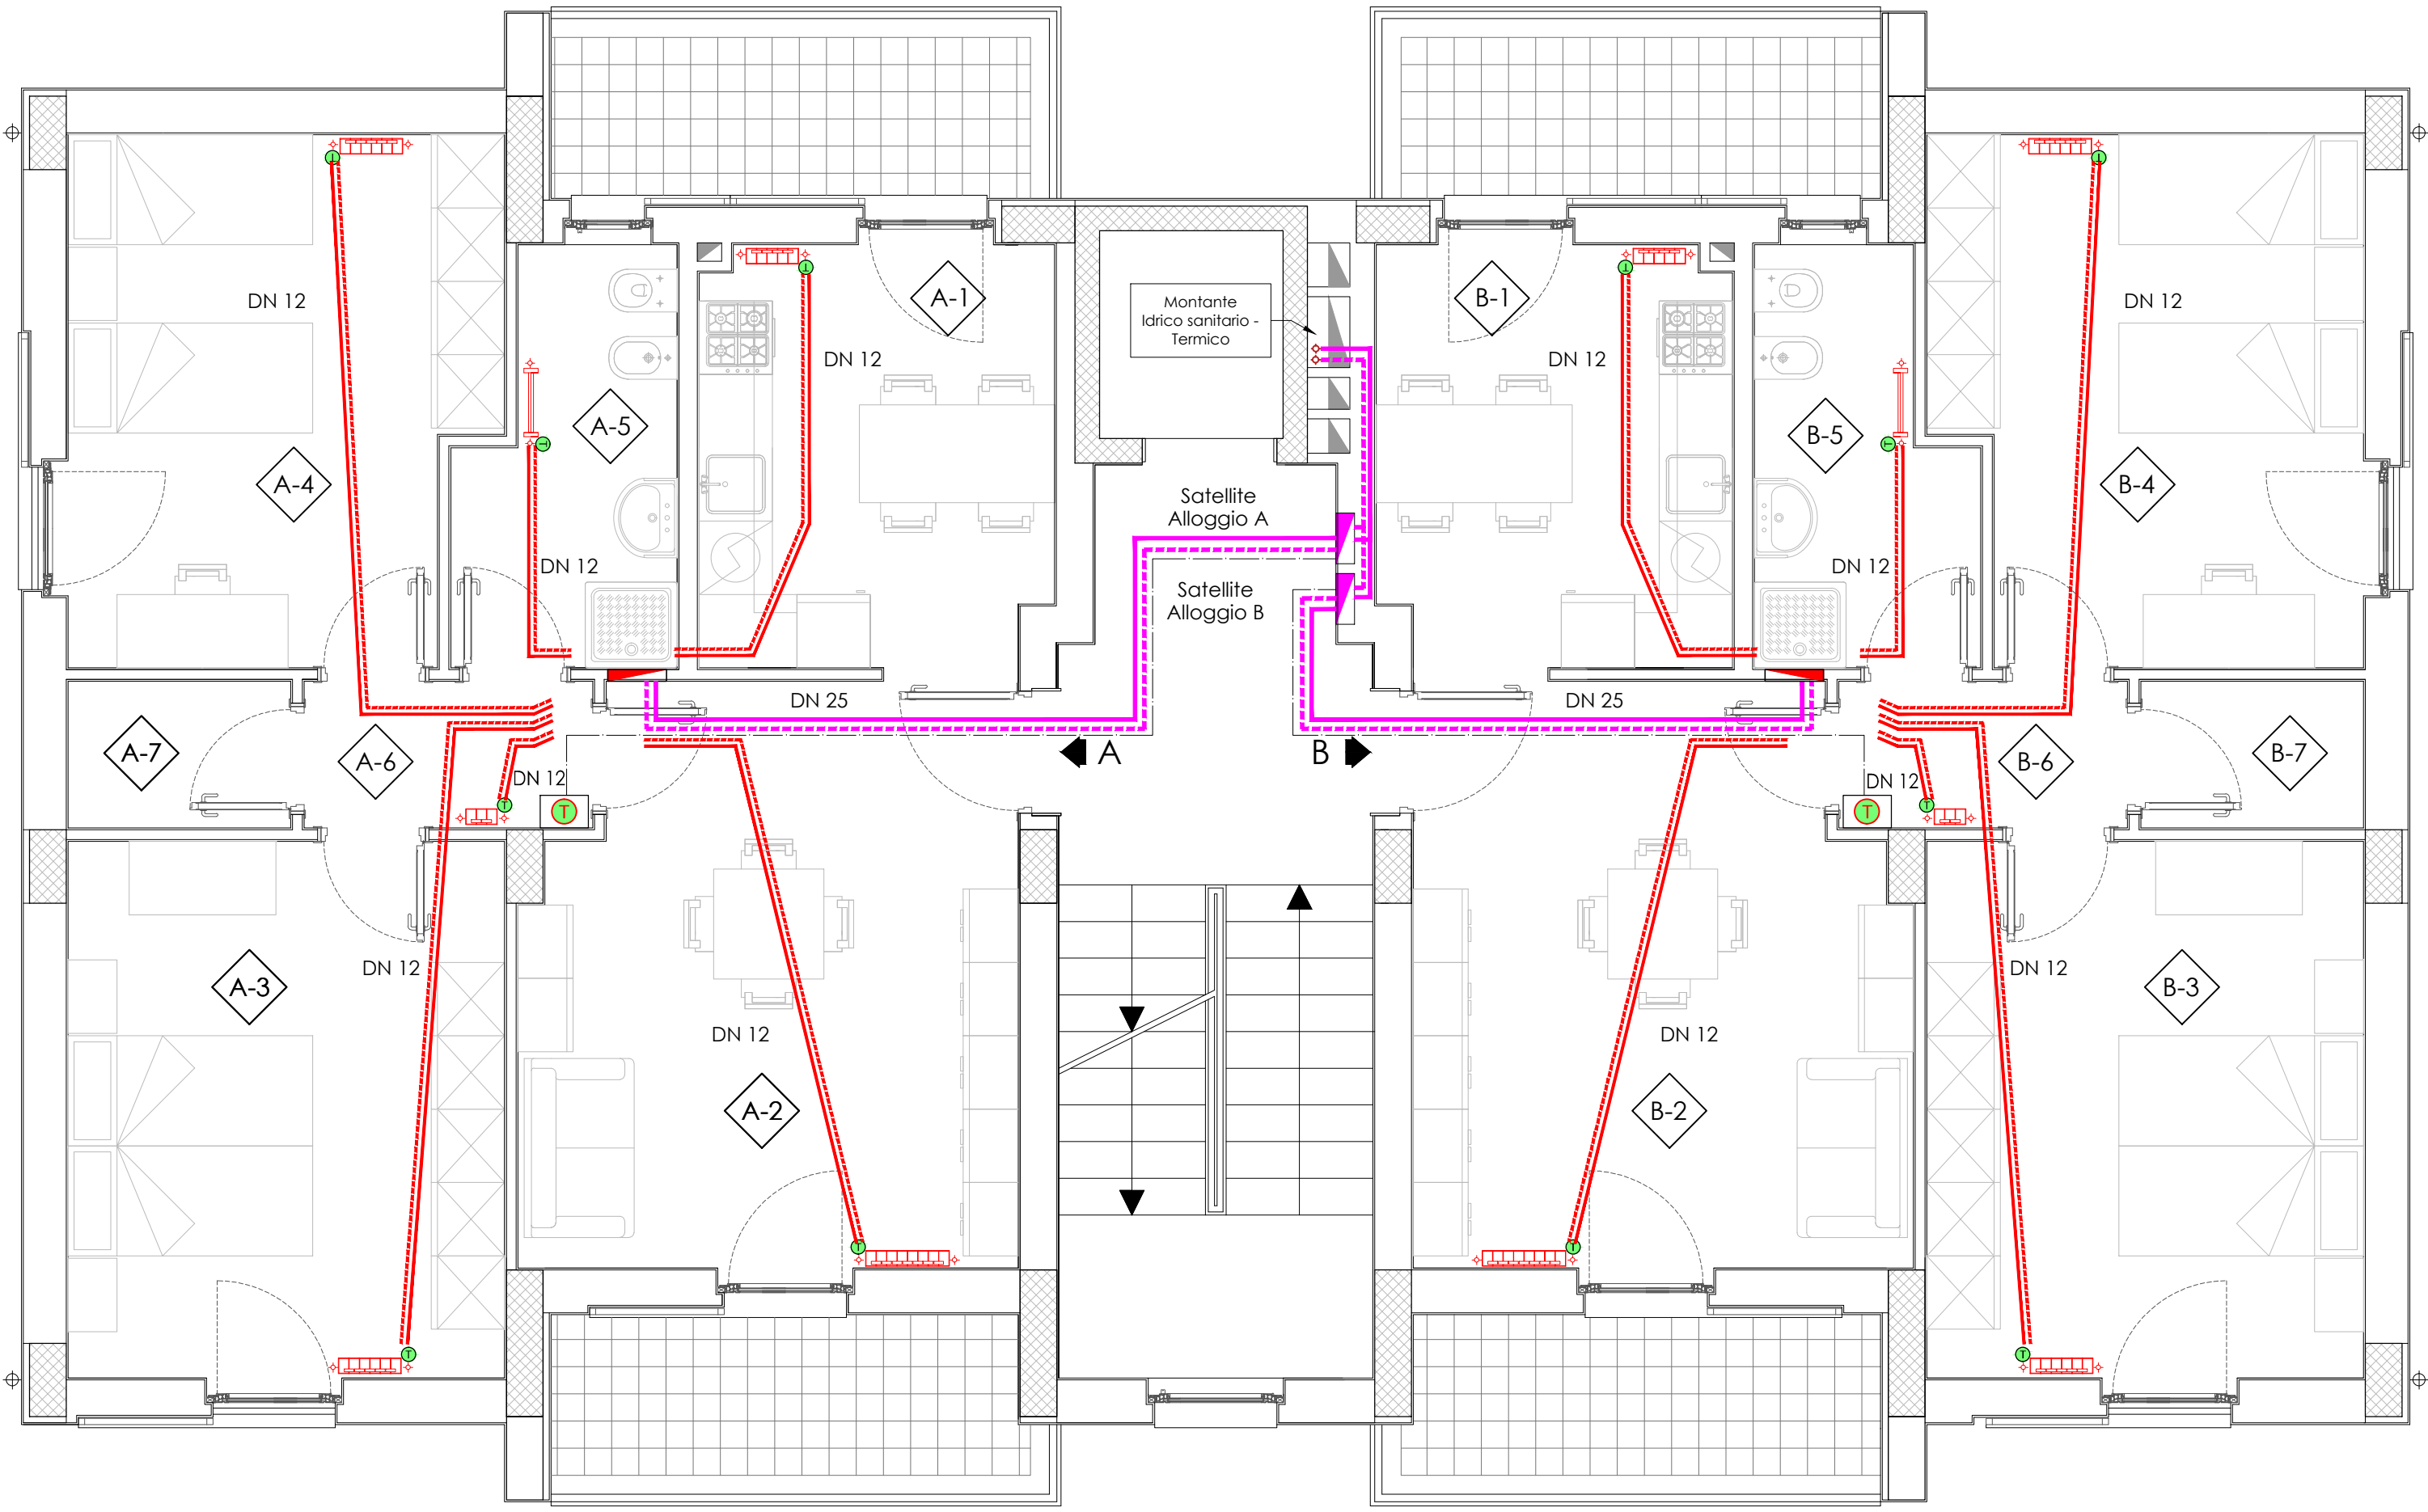 A-1
B-1
Montante
Idrico sanitario -
Termico
DN 12
DN 12
DN 12
DN 12
A-5
B-5
A-4
B-4
Satellite
Alloggio A
DN 12
DN 12
Satellite
Alloggio B
DN 25
DN 25
A-7
A-6
A
B
B-6
B-7
DN 12
DN 12
T
T
A-3
DN 12
DN 12
B-3
DN 12
DN 12
A-2
B-2
T
T
T
T
T
T
T
T
T
T
T
T